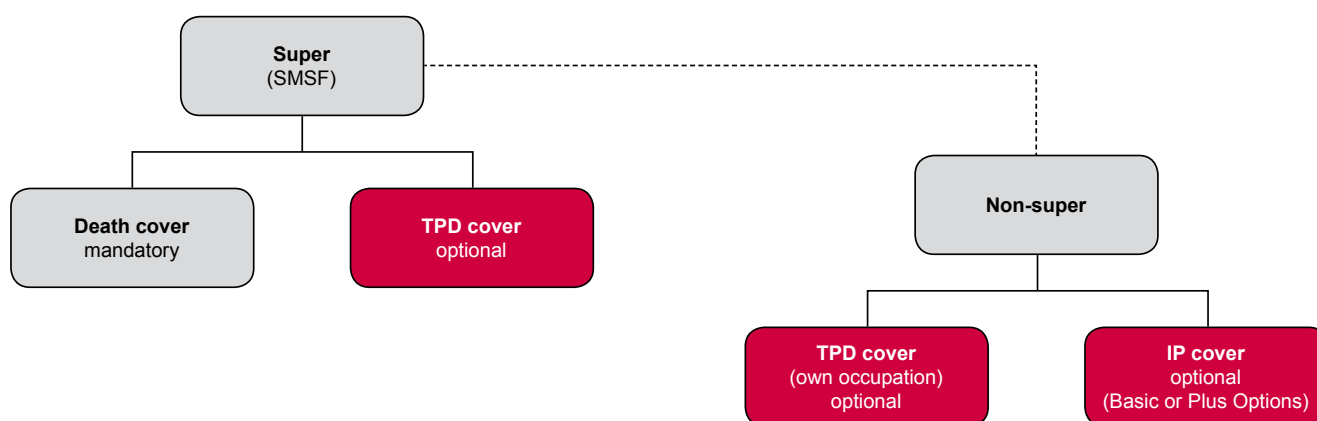 Super
(SMSF)
Death cover
mandatory
TPD cover
optional
Non-super
TPD cover
(own occupation)
optional
IP cover
optional
(Basic or Plus Options)